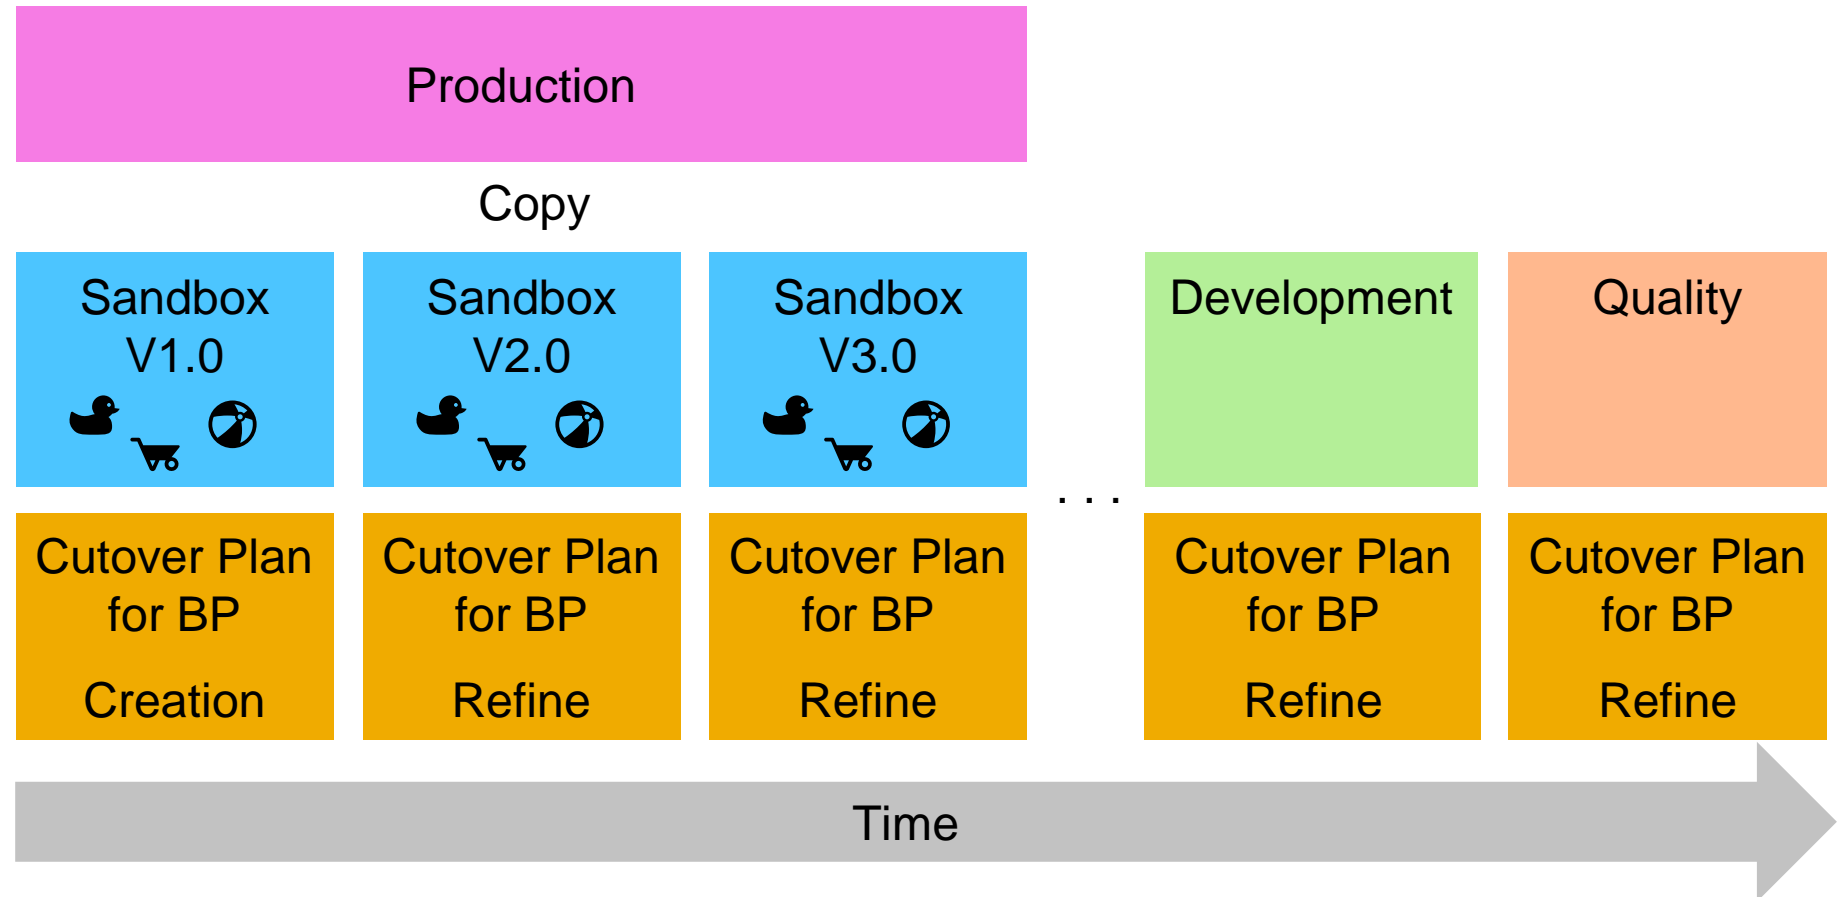 Production
Copy
Sandbox
V1.0
Sandbox
V2.0
Sandbox
V3.0
Development
Quality
. . .
Cutover Plan
for BP
Creation
Cutover Plan
for BP
Refine
Cutover Plan
for BP
Refine
Cutover Plan
for BP
Refine
Cutover Plan
for BP
Refine
Time